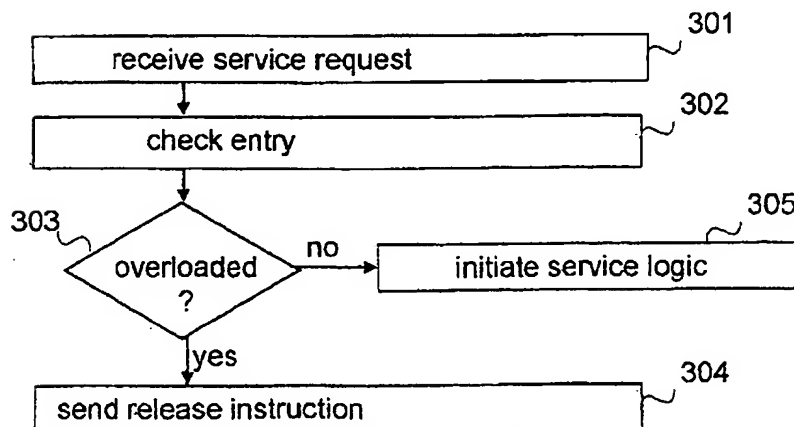 301
receive service request
302
check entry
303
overloaded
?
no
305
initiate service logic
yes
304
send release instruction